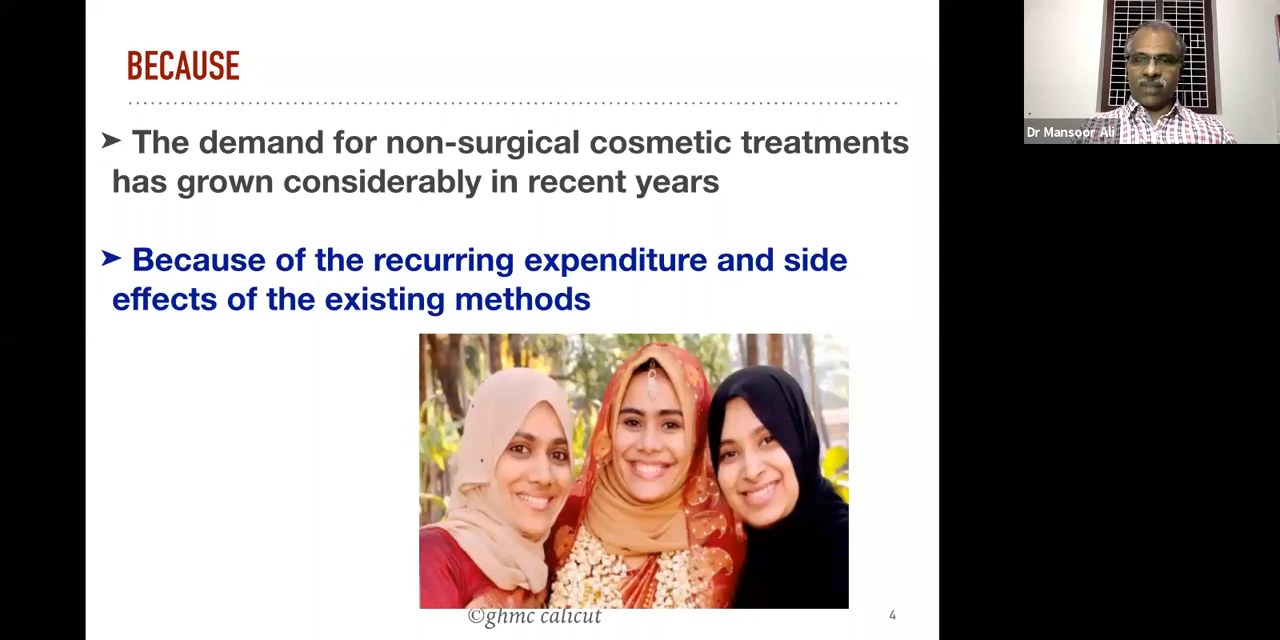 BECAUSE
➤ The demand for non-surgical cosmetic treatments
has grown considerably in recent years
➤ Because of the recurring expenditure and side
effects of the existing methods
©ghmc calicut
4
Dr Mansoor Ali